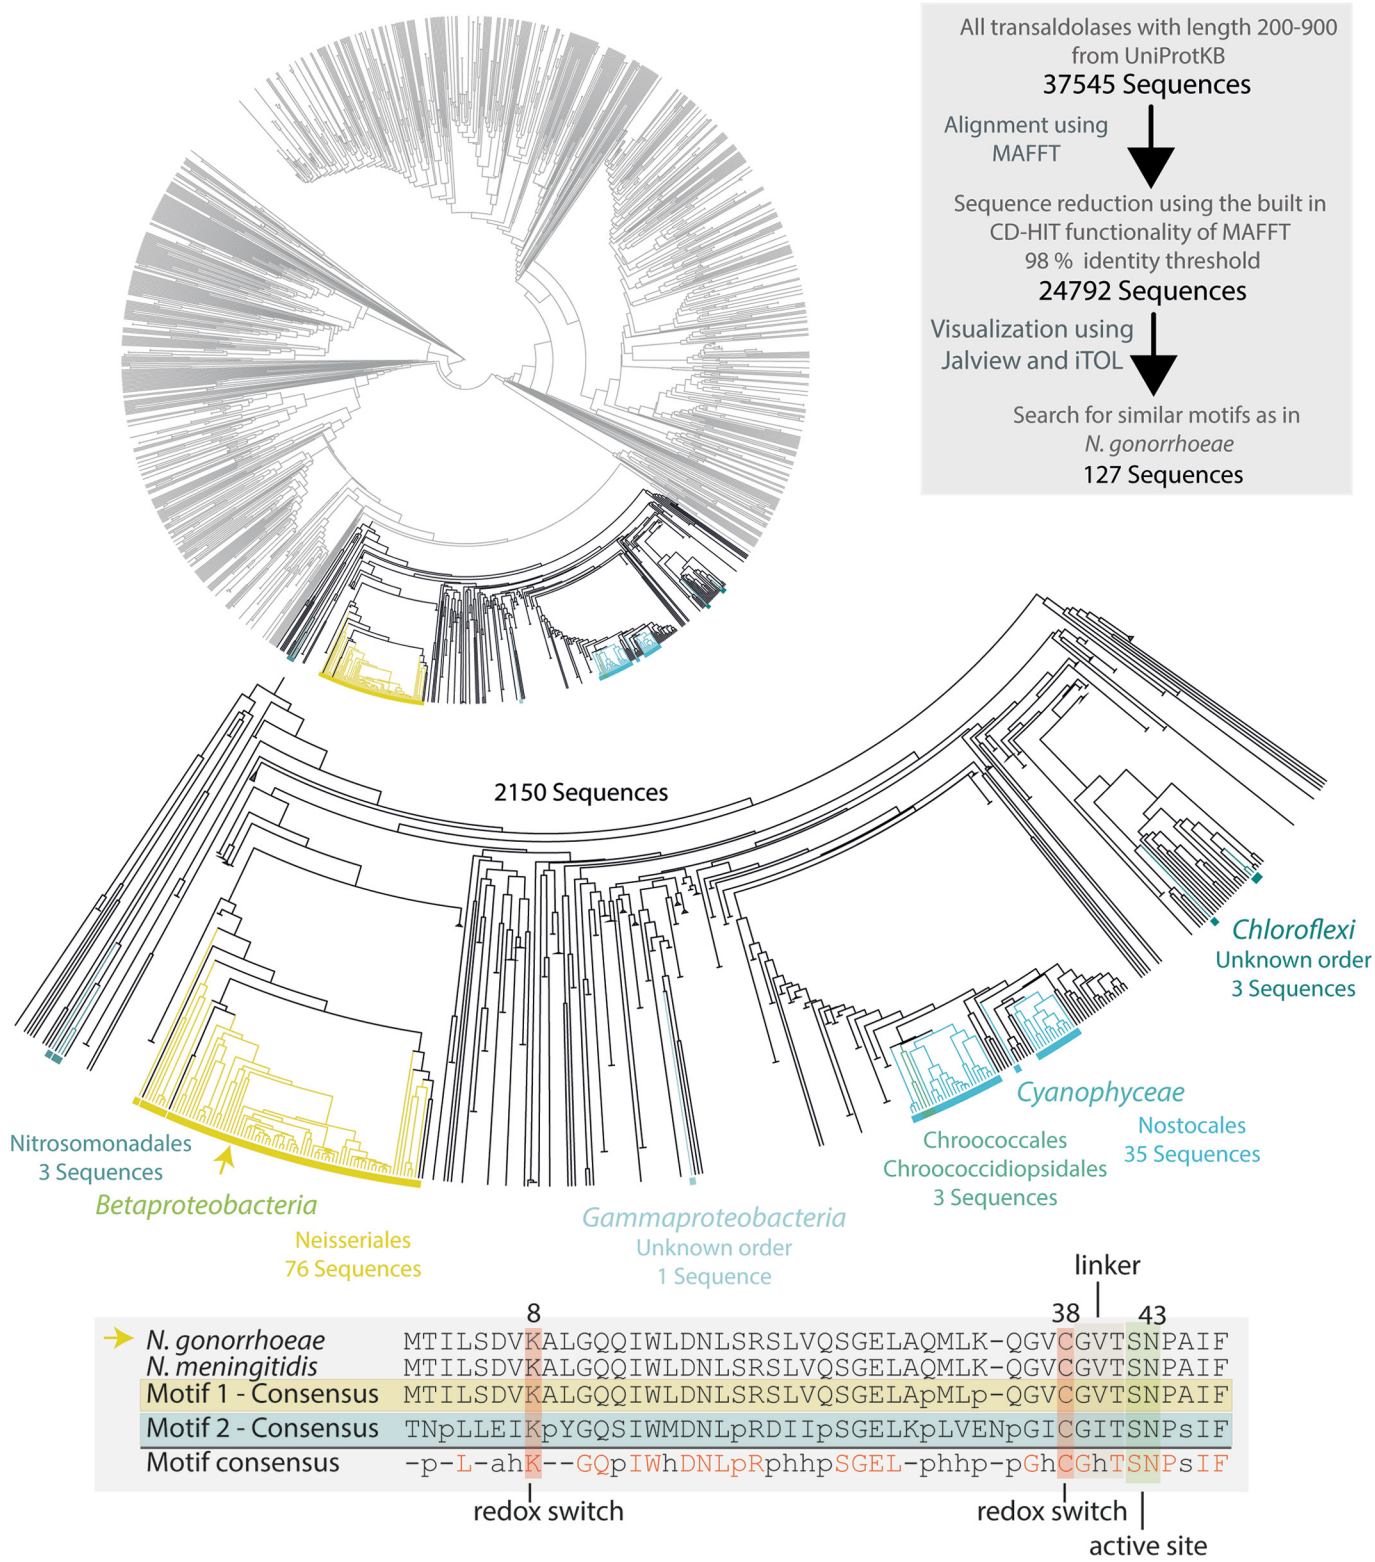 All transaldolases with length 200-900
from UniProtKB
37545 Sequences
Alignment using
MAFFT
Sequence reduction using the built in
CD-HIT functionality of MAFFT
98 % identity threshold
24792 Sequences
Visualization using
Jalview and iTOL
Search for similar motifs as in
N. gonorrhoeae
127 Sequences
2150 Sequences
Chloroflexi
Unknown order
3 Sequences
Cyanophyceae
Nostocales
35 Sequences
Chroococcales
Chroococcidiopsidales
3 Sequences
Nitrosomonadales
3 Sequences
Betaproteobacteria
Neisseriales
76 Sequences
Gammaproteobacteria
Unknown order
1 Sequence
linker
8 38 43
N. gonorrhoeae MTILSDVKALGQQIWLDNLSRSLVQSGELAQMLK-QGVCGVTSNPAIF
N. meningitidis MTILSDVKALGQQIWLDNLSRSLVQSGELAQMLK-QGVCGVTSNPAIF
Motif 1 - Consensus MTILSDVKALGQQIWLDNLSRSLVQSGELApMLp-QGVCGVTSNPAIF
Motif 2 - Consensus TNpLLEIKpYGQSIWMDNLpRDIIpSGELKpLVENpGICGITSNPsIF
Motif consensus -p-L-ahK--GQpIWhDNLpRphhpSGEL-phhp-pGhCGhTSNPsIF
redox switch redox switch
active site